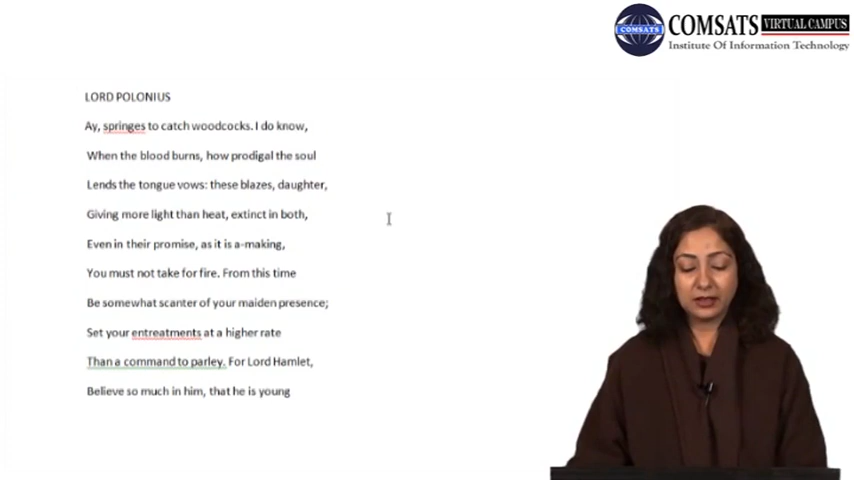 COMSATS VIRTUAL CAMPUS
COMSATS
Institute Of Information Technology
LORD POLONIUS
Ay, springes to catch woodcocks. I do know,
When the blood burns, how prodigal the soul
Lends the tongue vows: these blazes, daughter,
Giving more light than heat, extinct in both,
Even in their promise, as it is a-making,
You must not take for fire. From this time
Be somewhat scanter of your maiden presence;
Set your entreatments at a higher rate
Than a command to parley. For Lord Hamlet,
Believe so much in him, that he is young